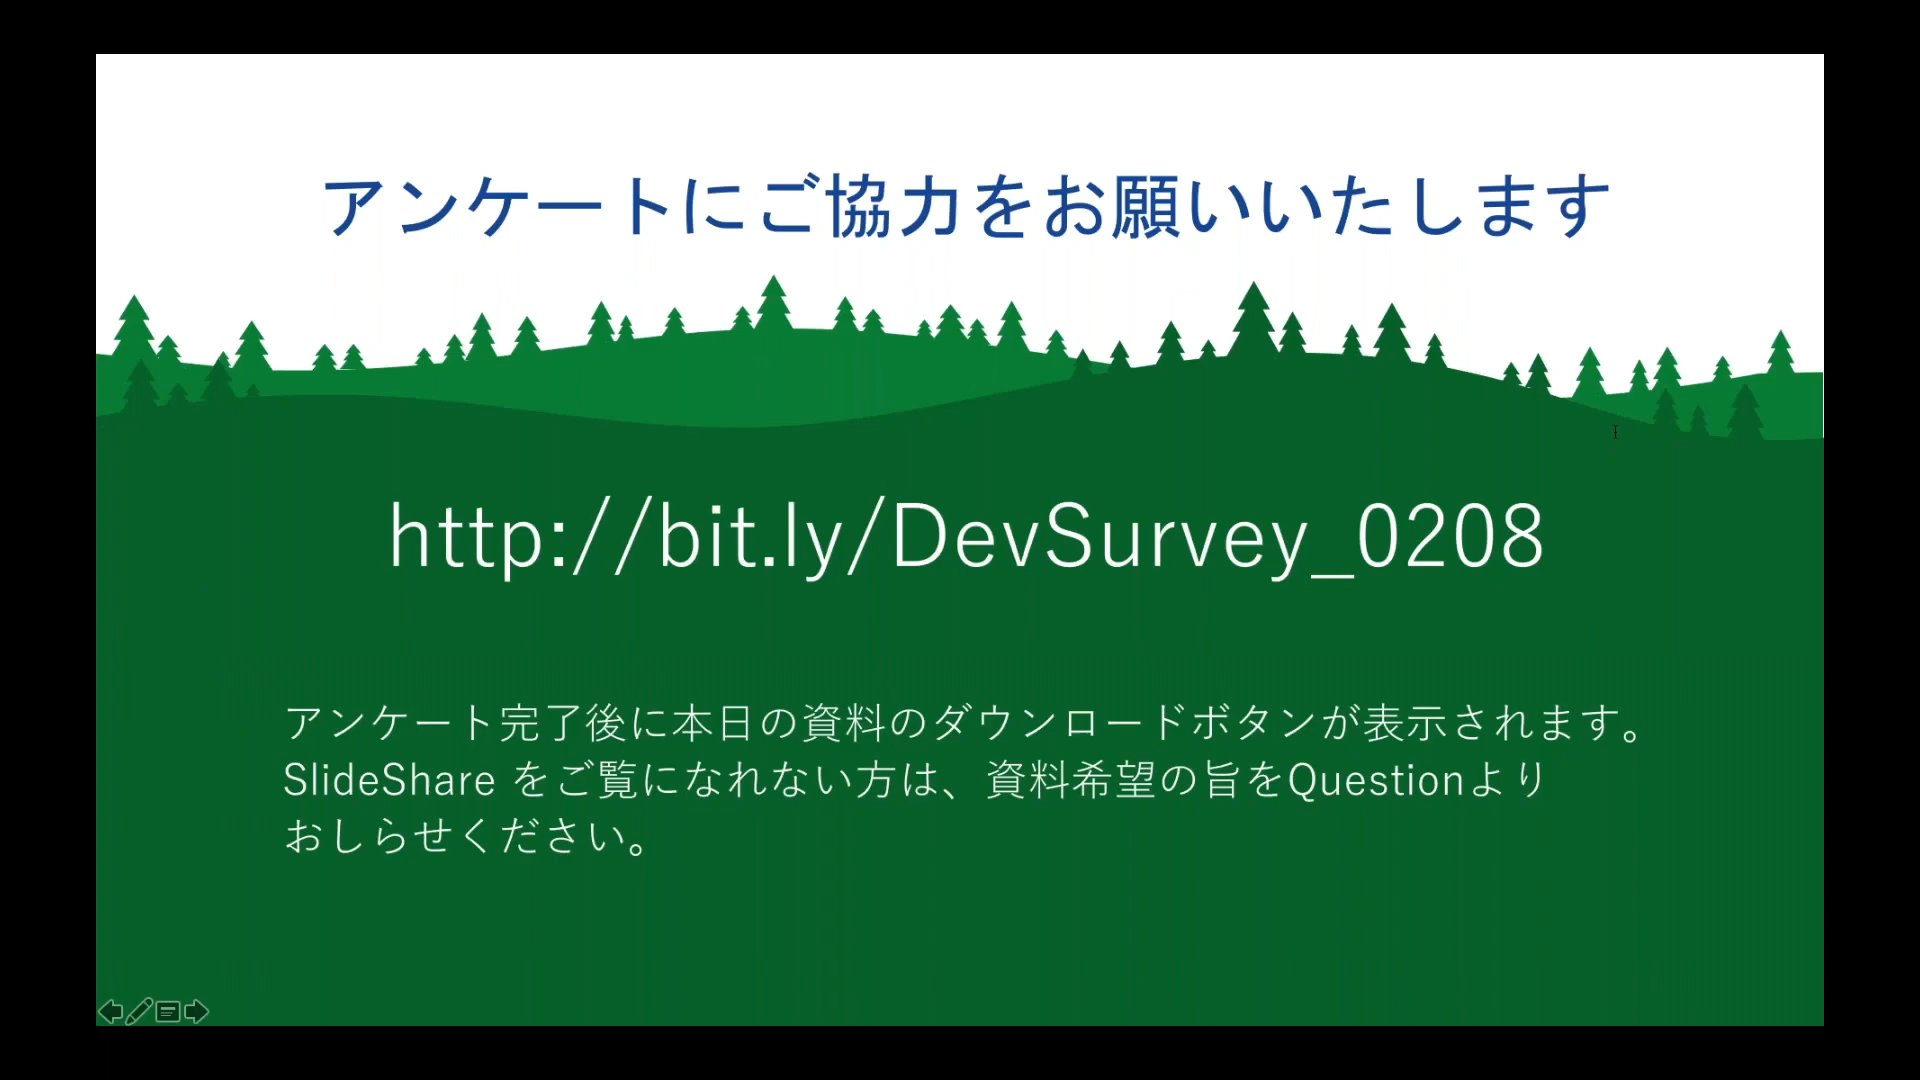 アンケートにご協力をお願いいたします
http://bit.ly/DevSurvey_0208
アンケート完了後に本日の資料のダウンロードボタンが表示されます。
SlideShare をご覧になれない方は、資料希望の旨をQuestionより
おしらせください。